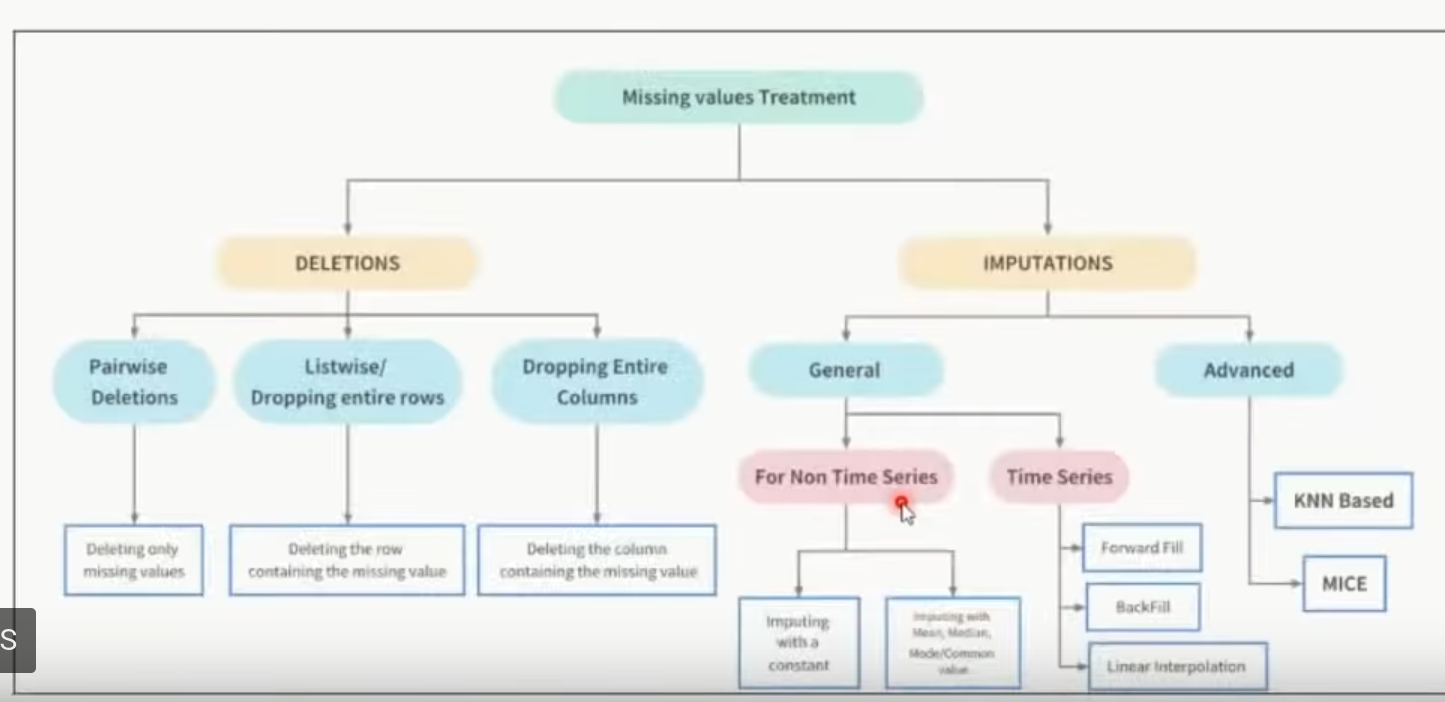 Missing values Treatment
DELETIONS
IMPUTATIONS
Pairwise
Deletions
Listwise/
Dropping entire rows
Dropping Entire
Columns
General
Advanced
For Non Time Series
Time Series
Deleting only
missing values
Deleting the row
containing the missing value
Deleting the column
containing the missing value
Imputing
with a
constant
Imputing with
Mean, Median,
Mode/Common
value
Forward Fill
BackFill
Linear Interpolation
KNN Based
MICE
S